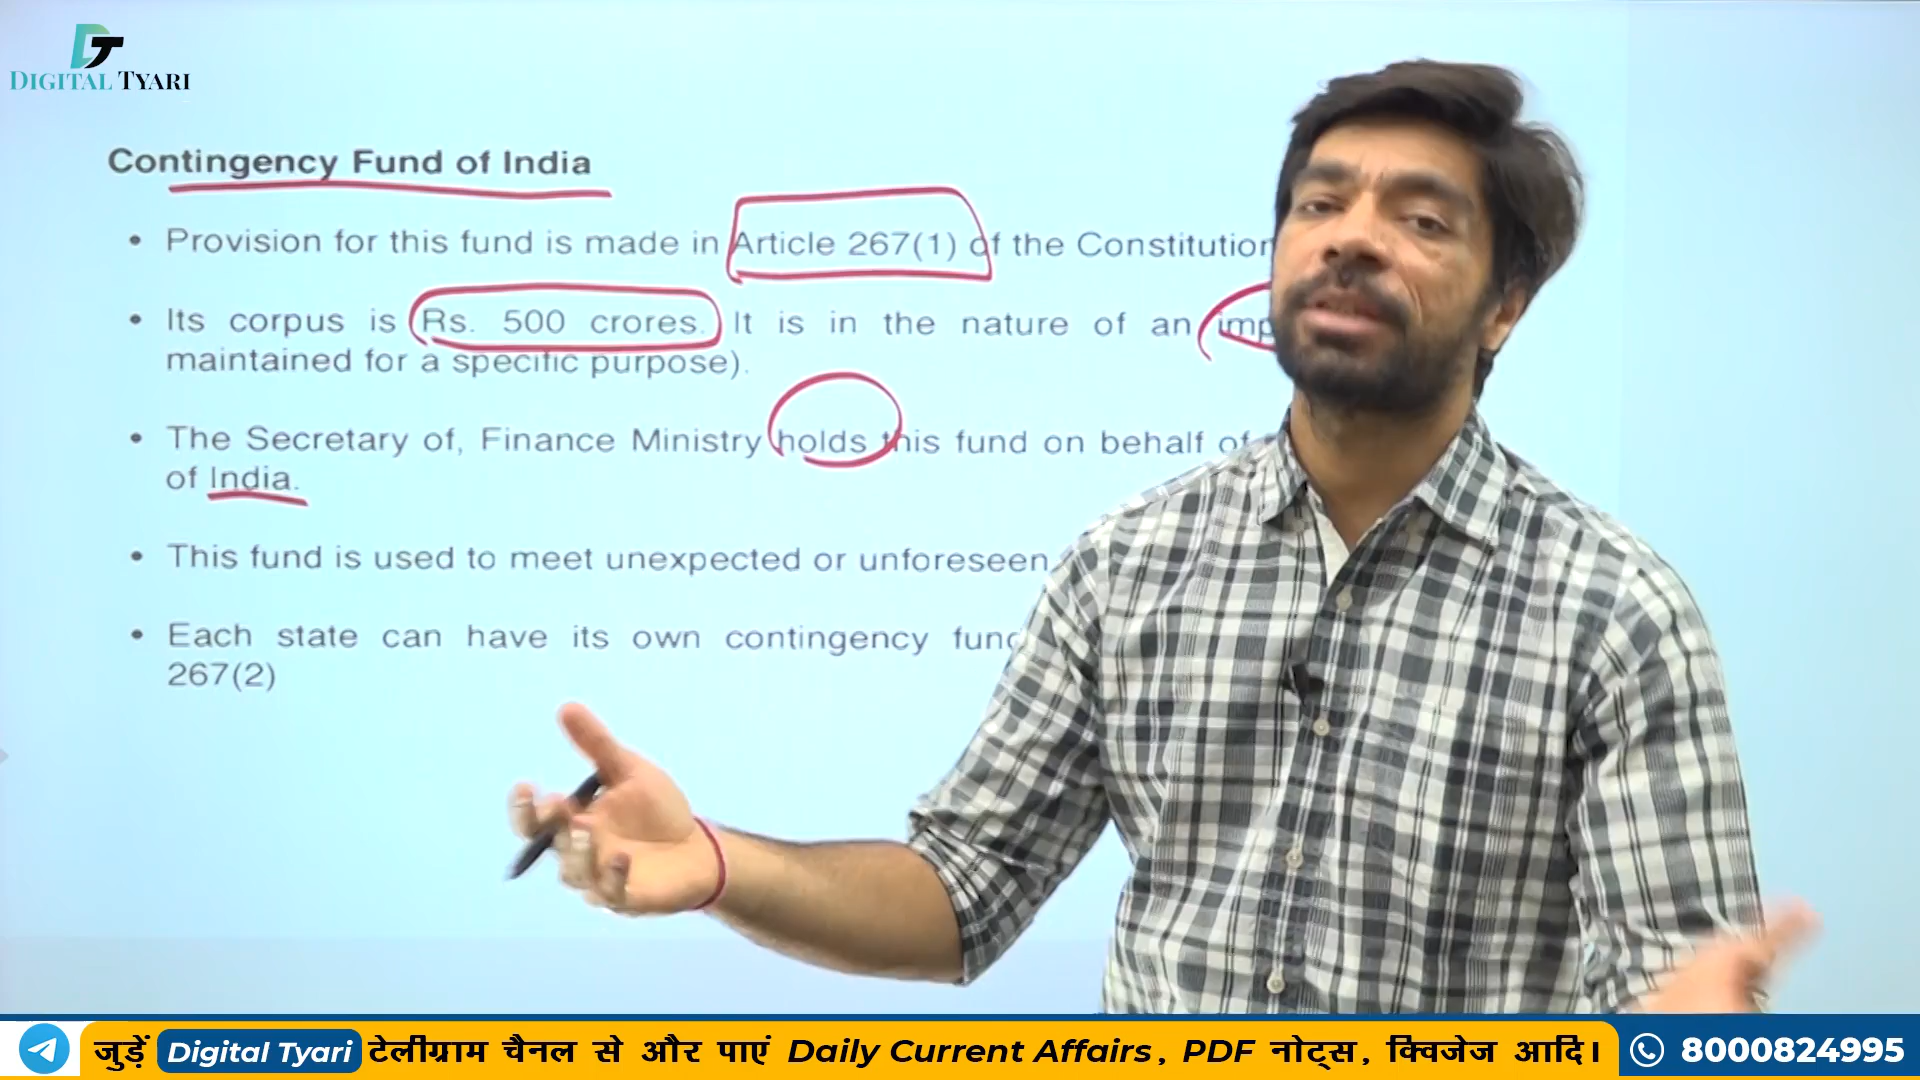 DT
DIGITAL TYARI
Contingency Fund of India
• Provision for this fund is made in Article 267(1) of the Constitution
• Its corpus is Rs. 500 crores. It is in the nature of an imp
maintained for a specific purpose).
• The Secretary of, Finance Ministry holds this fund on behalf of
of India.
• This fund is used to meet unexpected or unforeseen
• Each state can have its own contingency fund
267(2)
जुड़ें Digital Tyari टेलीग्राम चैनल से और पाएं Daily Current Affairs, PDF नोट्स, क्विजेज आदि। 8000824995